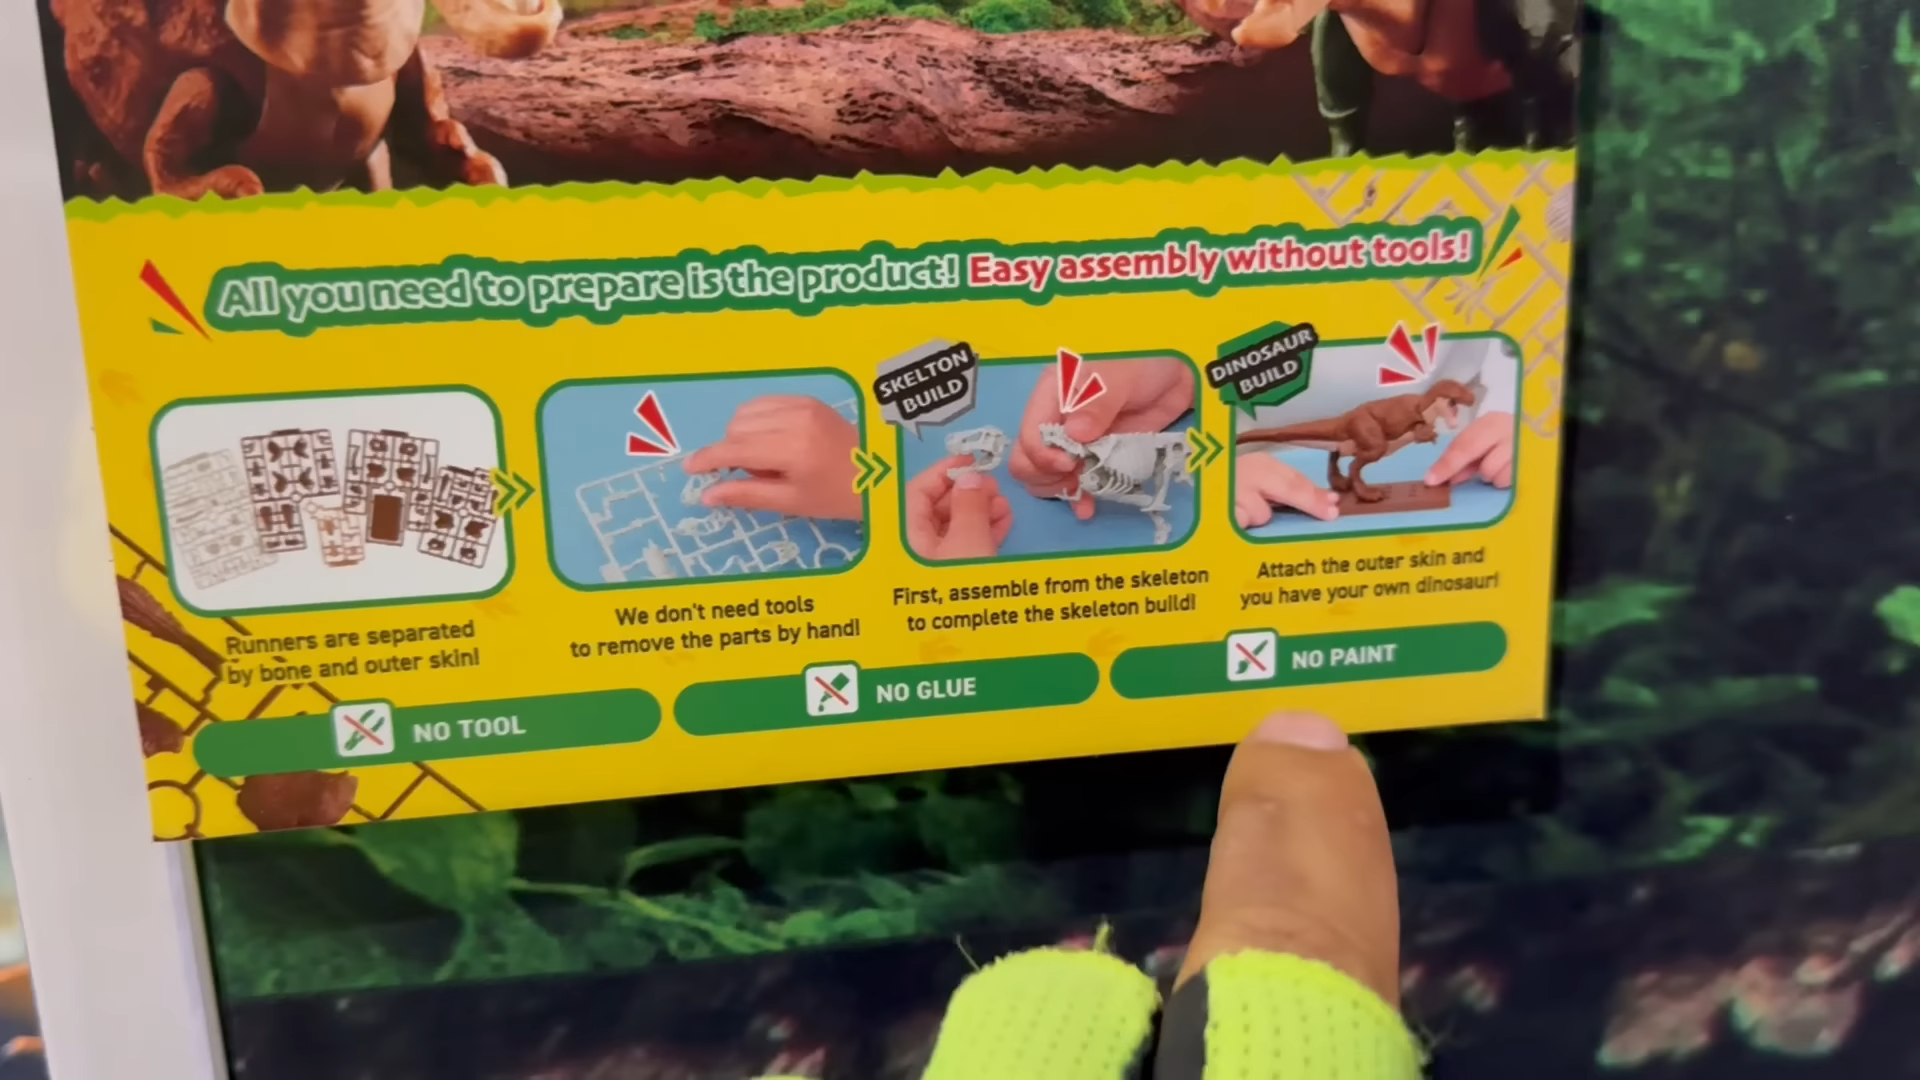 All you need to prepare is the product! Easy assembly without tools!
SKELTON
BUILD
DINOSAUR
BUILD
Runners are separated
by bone and outer skin!
We don't need tools
to remove the parts by hand!
First, assemble from the skeleton
to complete the skeleton build!
Attach the outer skin and
you have your own dinosaur!
NO TOOL
NO GLUE
NO PAINT